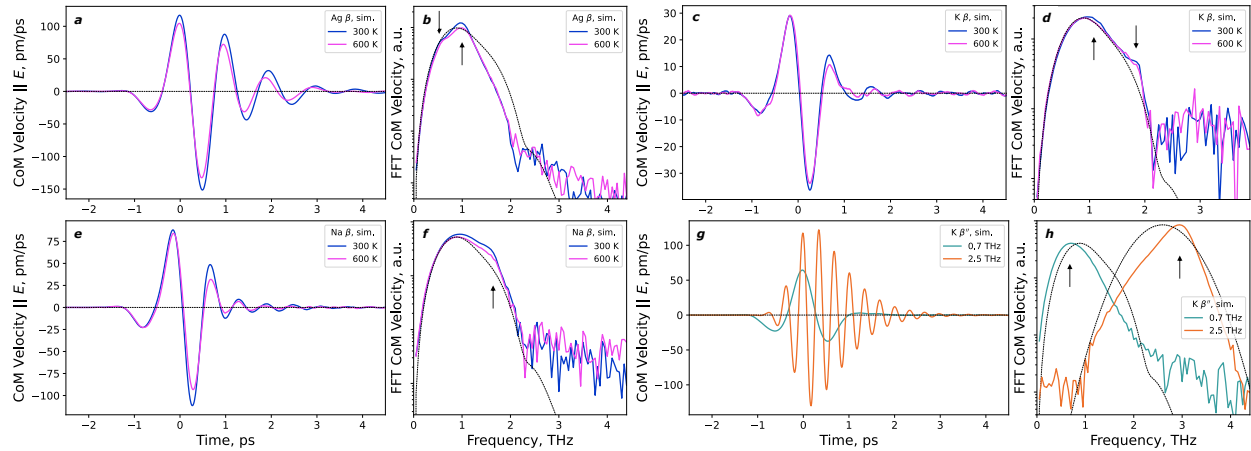 a
Ag β, sim.
300 K
600 K
CoM Velocity || E, pm/ps
100
50
0
−50
−100
−150
−2 −1 0 1 2 3 4
b
Ag β, sim.
300 K
600 K
FFT CoM Velocity, a.u.
0 1 2 3 4
c
K β, sim.
300 K
600 K
CoM Velocity || E, pm/ps
30
20
10
0
−10
−20
−30
−2 −1 0 1 2 3 4
d
K β, sim.
300 K
600 K
FFT CoM Velocity, a.u.
0 1 2 3
e
Na β, sim.
300 K
600 K
CoM Velocity || E, pm/ps
75
50
25
0
−25
−50
−75
−100
−2 −1 0 1 2 3 4
Time, ps
f
Na β, sim.
300 K
600 K
FFT CoM Velocity, a.u.
0 1 2 3 4
Frequency, THz
g
K β″, sim.
0,7 THz
2.5 THz
CoM Velocity || E, pm/ps
100
50
0
−50
−100
−2 −1 0 1 2 3 4
Time, ps
h
K β″, sim.
0.7 THz
2.5 THz
FFT CoM Velocity, a.u.
0 1 2 3 4
Frequency, THz